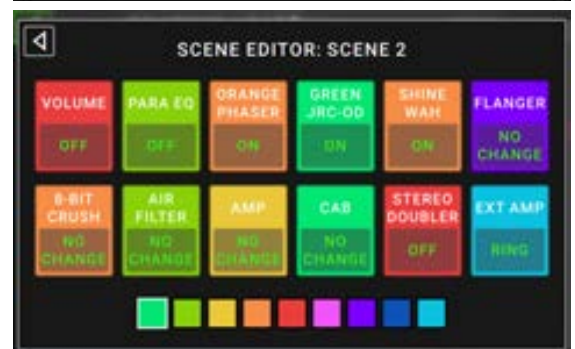 SCENE EDITOR: SCENE 2
VOLUME
OFF
PARA EQ
OFF
ORANGE
PHASER
ON
GREEN
JRC-OD
ON
SHINE
WAH
ON
FLANGER
NO
CHANGE
8-BIT
CRUSH
NO
CHANGE
AIR
FILTER
NO
CHANGE
AMP
NO
CHANGE
CAB
NO
CHANGE
STEREO
DOUBLER
OFF
EXT AMP
RING